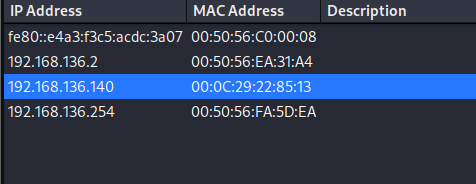 IP Address MAC Address Description
fe80::e4a3:f3c5:acdc:3a07 00:50:56:C0:00:08
192.168.136.2 00:50:56:EA:31:A4
192.168.136.140 00:0C:29:22:85:13
192.168.136.254 00:50:56:FA:5D:EA